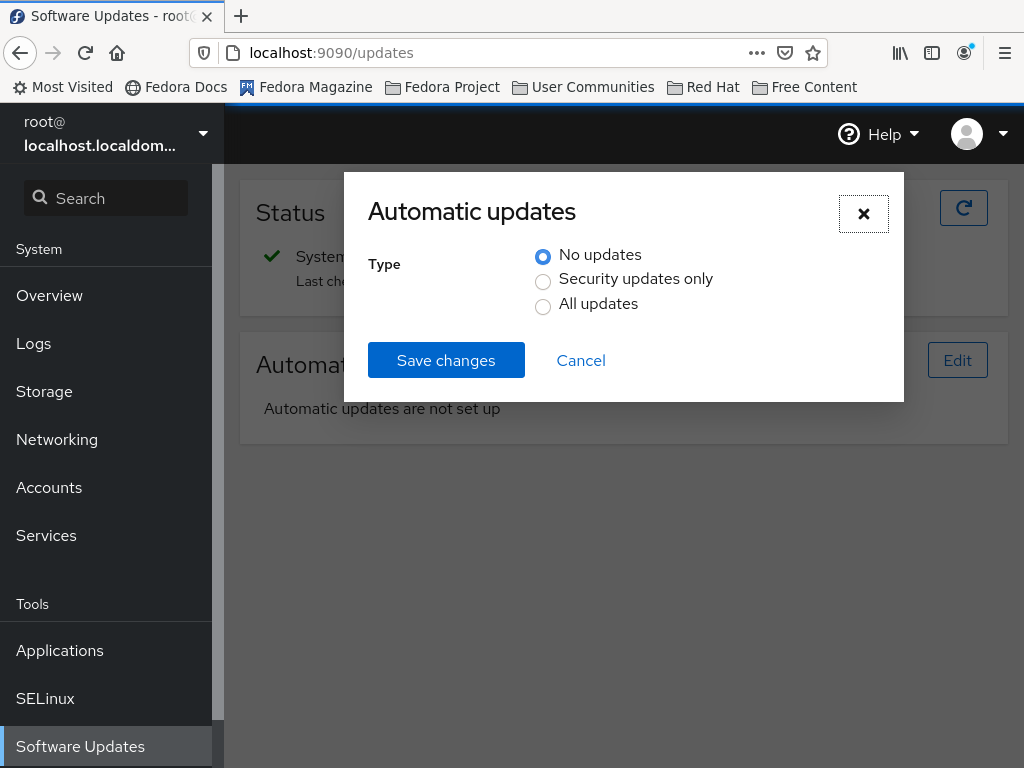 Software Updates - root
localhost:9090/updates
Most Visited
Fedora Docs
Fedora Magazine
Fedora Project
User Communities
Red Hat
Free Content
root@
localhost.localdom...
Help
Search
System
Overview
Logs
Storage
Networking
Accounts
Services
Tools
Applications
SELinux
Software Updates
Status
System
Last che
Automat
Edit
Automatic updates are not set up
Automatic updates
Type
No updates
Security updates only
All updates
Save changes
Cancel